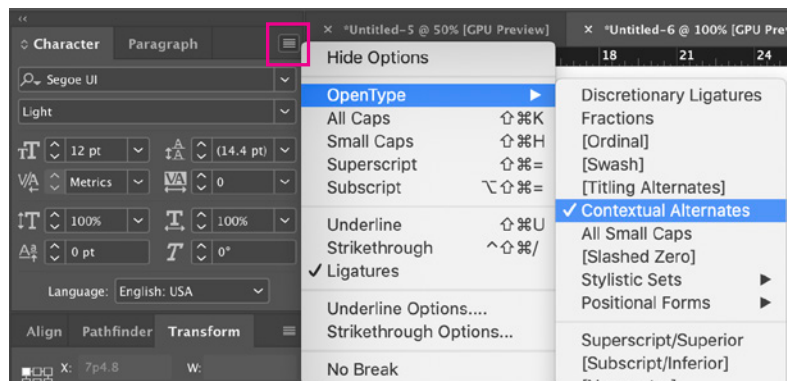 × *Untitled-5 @ 50% [GPU Preview]
× *Untitled-6 @ 100% [GPU Pre
18 21 24
Character Paragraph
Segoe UI
Light
12 pt (14.4 pt)
Metrics 0
100% 100%
0 pt 0°
Language: English: USA
Align Pathfinder Transform
X: 7p4.8 W:
Hide Options
OpenType ▶
All Caps ⇧⌘K
Small Caps ⇧⌘H
Superscript ⇧⌘=
Subscript ⌥⇧⌘=
Underline ⇧⌘U
Strikethrough ^⇧⌘/
✓ Ligatures
Underline Options....
Strikethrough Options...
No Break
Discretionary Ligatures
Fractions
[Ordinal]
[Swash]
[Titling Alternates]
✓ Contextual Alternates
All Small Caps
[Slashed Zero]
Stylistic Sets ▶
Positional Forms ▶
Superscript/Superior
[Subscript/Inferior]